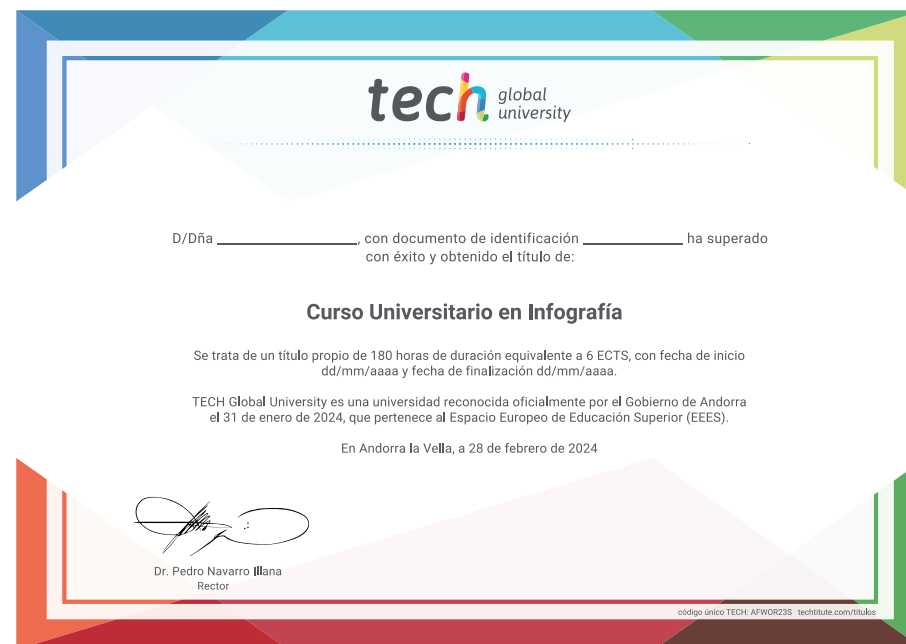 tech global university
D/Dña ____________________, con documento de identificación ______________ ha superado
con éxito y obtenido el título de:
Curso Universitario en Infografía
Se trata de un título propio de 180 horas de duración equivalente a 6 ECTS, con fecha de inicio
dd/mm/aaaa y fecha de finalización dd/mm/aaaa.
TECH Global University es una universidad reconocida oficialmente por el Gobierno de Andorra
el 31 de enero de 2024, que pertenece al Espacio Europeo de Educación Superior (EEES).
En Andorra la Vella, a 28 de febrero de 2024
Dr. Pedro Navarro Illana
Rector
código único TECH: AFWOR23S techtitute.com/titulos